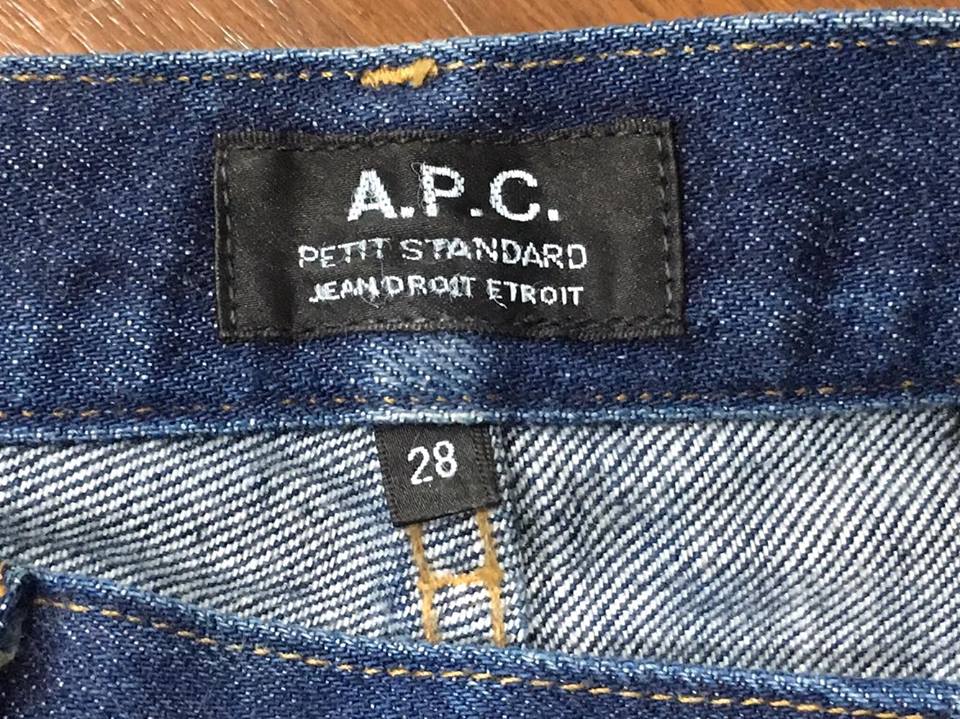 A.P.C.
PETIT STANDARD
JEAN DROIT ETROIT
28